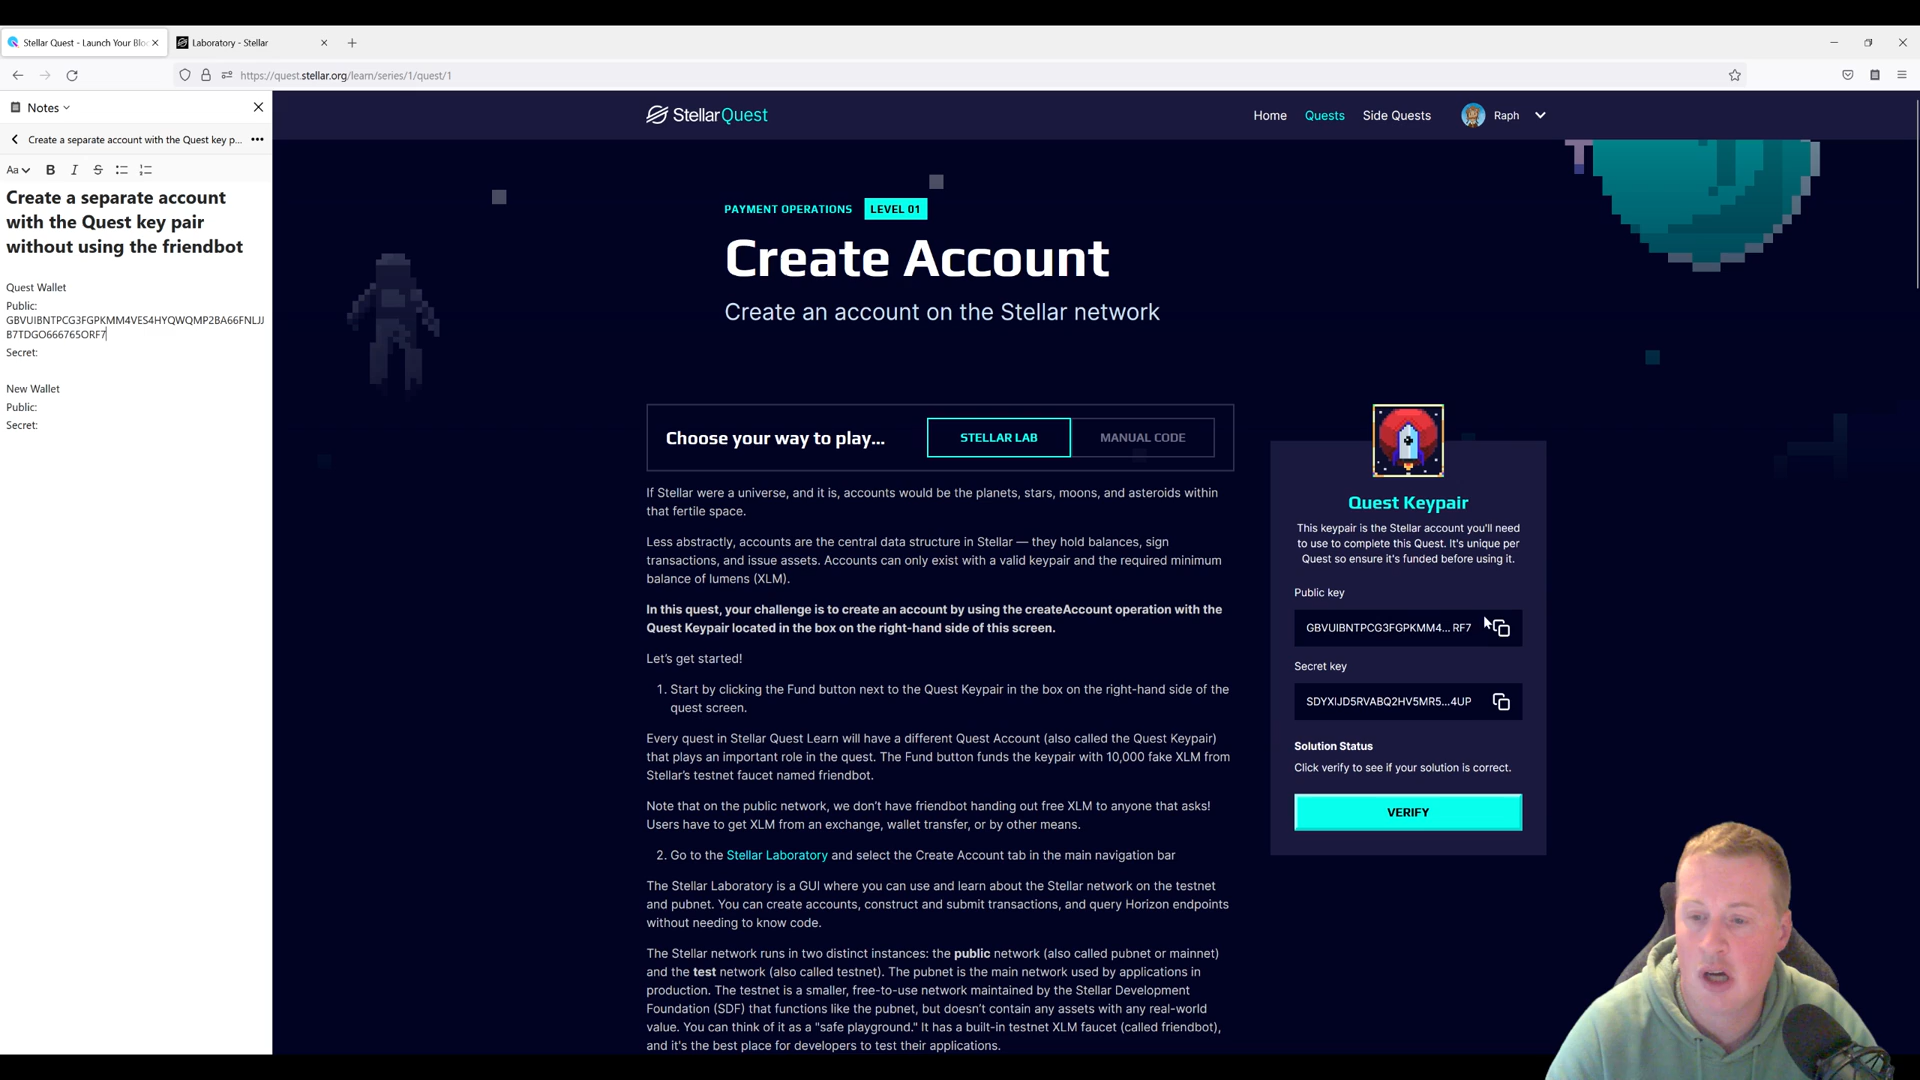 Stellar Quest - Launch Your Blo
Laboratory - Stellar
https://quest.stellar.org/learn/series/1/quest/1
Notes
Create a separate account with the Quest key p...
Aa
B
I
S
Create a separate account
with the Quest key pair
without using the friendbot
Quest Wallet
Public:
GBVUIBNTPCG3FGPKMM4VES4HYQWQMP2BA66FNLJJ
B7TDGO666765ORF7
Secret:
New Wallet
Public:
Secret:
StellarQuest
Home
Quests
Side Quests
Raph
PAYMENT OPERATIONS
LEVEL 01
Create Account
Create an account on the Stellar network
Choose your way to play...
STELLAR LAB
MANUAL CODE
If Stellar were a universe, and it is, accounts would be the planets, stars, moons, and asteroids within
that fertile space.
Less abstractly, accounts are the central data structure in Stellar — they hold balances, sign
transactions, and issue assets. Accounts can only exist with a valid keypair and the required minimum
balance of lumens (XLM).
In this quest, your challenge is to create an account by using the createAccount operation with the
Quest Keypair located in the box on the right-hand side of this screen.
Let's get started!
1. Start by clicking the Fund button next to the Quest Keypair in the box on the right-hand side of the
quest screen.
Every quest in Stellar Quest Learn will have a different Quest Account (also called the Quest Keypair)
that plays an important role in the quest. The Fund button funds the keypair with 10,000 fake XLM from
Stellar's testnet faucet named friendbot.
Note that on the public network, we don't have friendbot handing out free XLM to anyone that asks!
Users have to get XLM from an exchange, wallet transfer, or by other means.
2. Go to the Stellar Laboratory and select the Create Account tab in the main navigation bar
The Stellar Laboratory is a GUI where you can use and learn about the Stellar network on the testnet
and pubnet. You can create accounts, construct and submit transactions, and query Horizon endpoints
without needing to know code.
The Stellar network runs in two distinct instances: the public network (also called pubnet or mainnet)
and the test network (also called testnet). The pubnet is the main network used by applications in
production. The testnet is a smaller, free-to-use network maintained by the Stellar Development
Foundation (SDF) that functions like the pubnet, but doesn't contain any assets with any real-world
value. You can think of it as a "safe playground." It has a built-in testnet XLM faucet (called friendbot),
and it's the best place for developers to test their applications.
Quest Keypair
This keypair is the Stellar account you'll need
to use to complete this Quest. It's unique per
Quest so ensure it's funded before using it.
Public key
GBVUIBNTPCG3FGPKMM4... RF7
Secret key
SDYXIJD5RVABQ2HV5MR5...4UP
Solution Status
Click verify to see if your solution is correct.
VERIFY